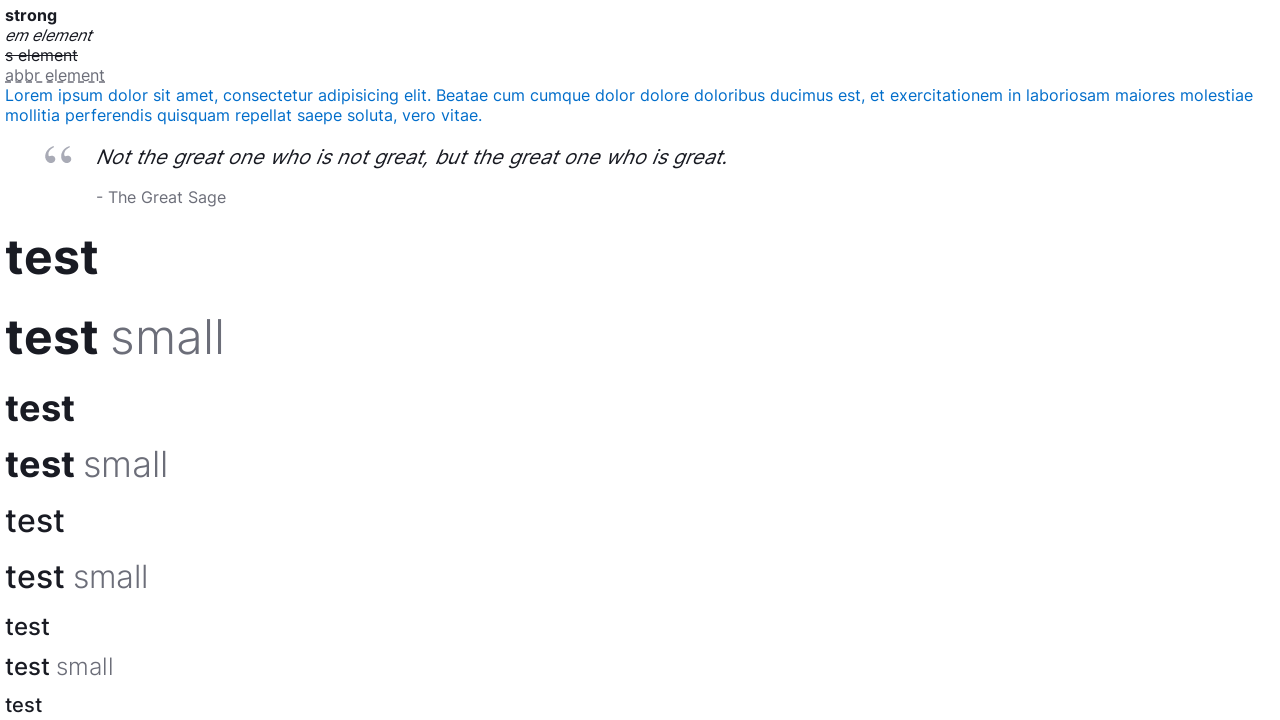 strong
em element
s element
abbr element
Lorem ipsum dolor sit amet, consectetur adipisicing elit. Beatae cum cumque dolor dolore doloribus ducimus est, et exercitationem in laboriosam maiores molestiae
mollitia perferendis quisquam repellat saepe soluta, vero vitae.
“ Not the great one who is not great, but the great one who is great.
- The Great Sage
test
test small
test
test small
test
test small
test
test small
test